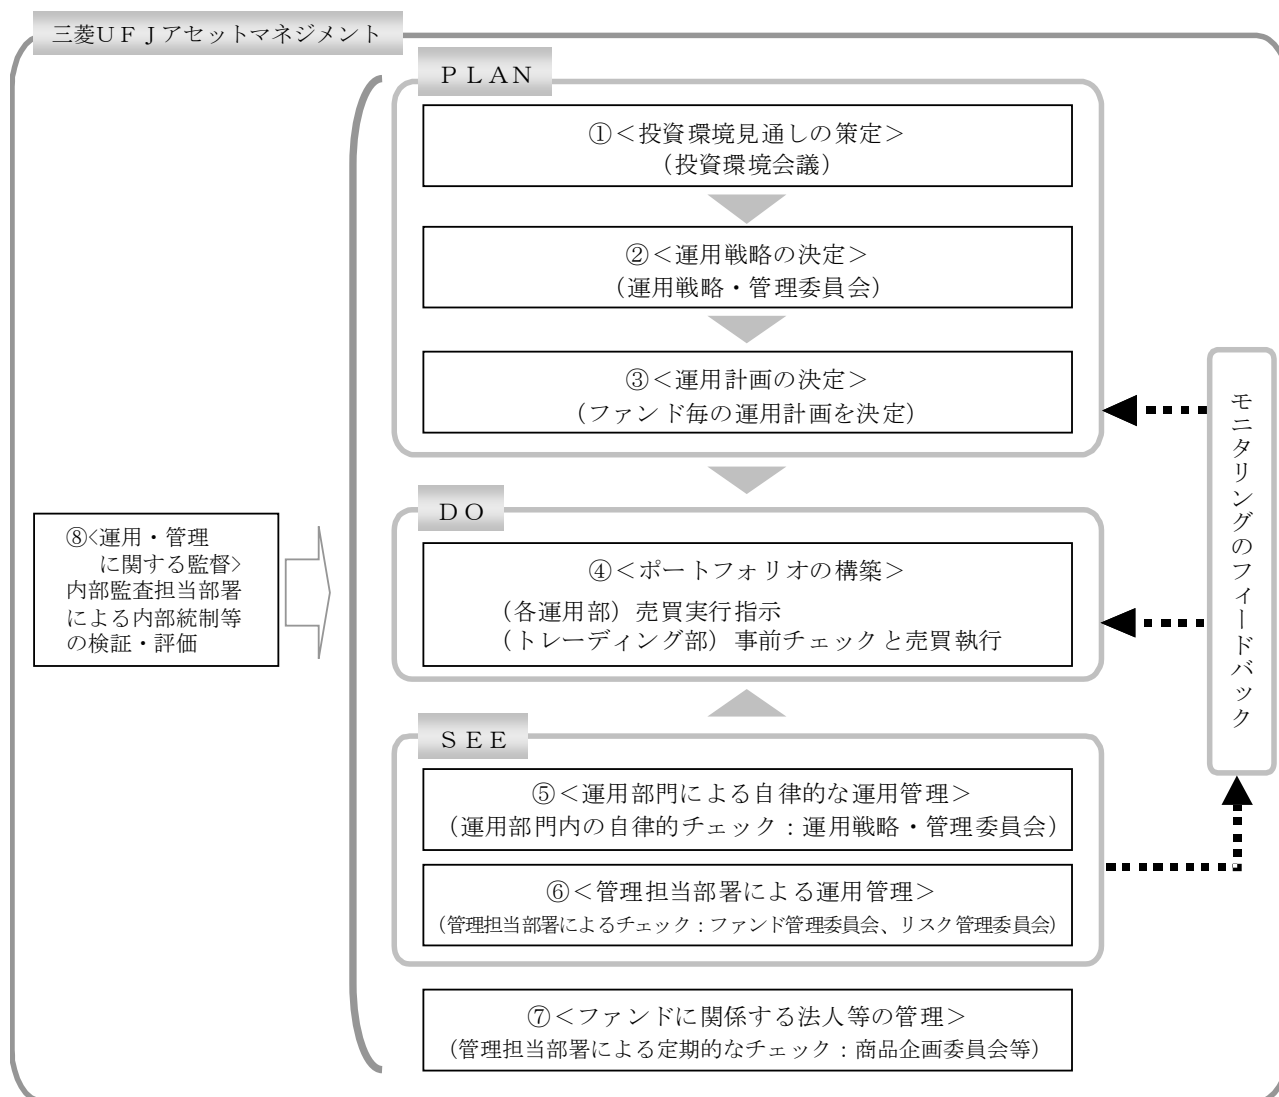 三菱ＵＦＪアセットマネジメント
ＰＬＡＮ
①＜投資環境見通しの策定＞
（投資環境会議）
②＜運用戦略の決定＞
（運用戦略・管理委員会）
③＜運用計画の決定＞
（ファンド毎の運用計画を決定）
ＤＯ
④＜ポートフォリオの構築＞
（各運用部）売買実行指示
（トレーディング部）事前チェックと売買執行
ＳＥＥ
⑤＜運用部門による自律的な運用管理＞
（運用部門内の自律的チェック：運用戦略・管理委員会）
⑥＜管理担当部署による運用管理＞
（管理担当部署によるチェック：ファンド管理委員会、リスク管理委員会）
⑦＜ファンドに関係する法人等の管理＞
（管理担当部署による定期的なチェック：商品企画委員会等）
⑧<運用・管理
に関する監督>
内部監査担当部署
による内部統制等
の検証・評価
モニタリングのフィードバック